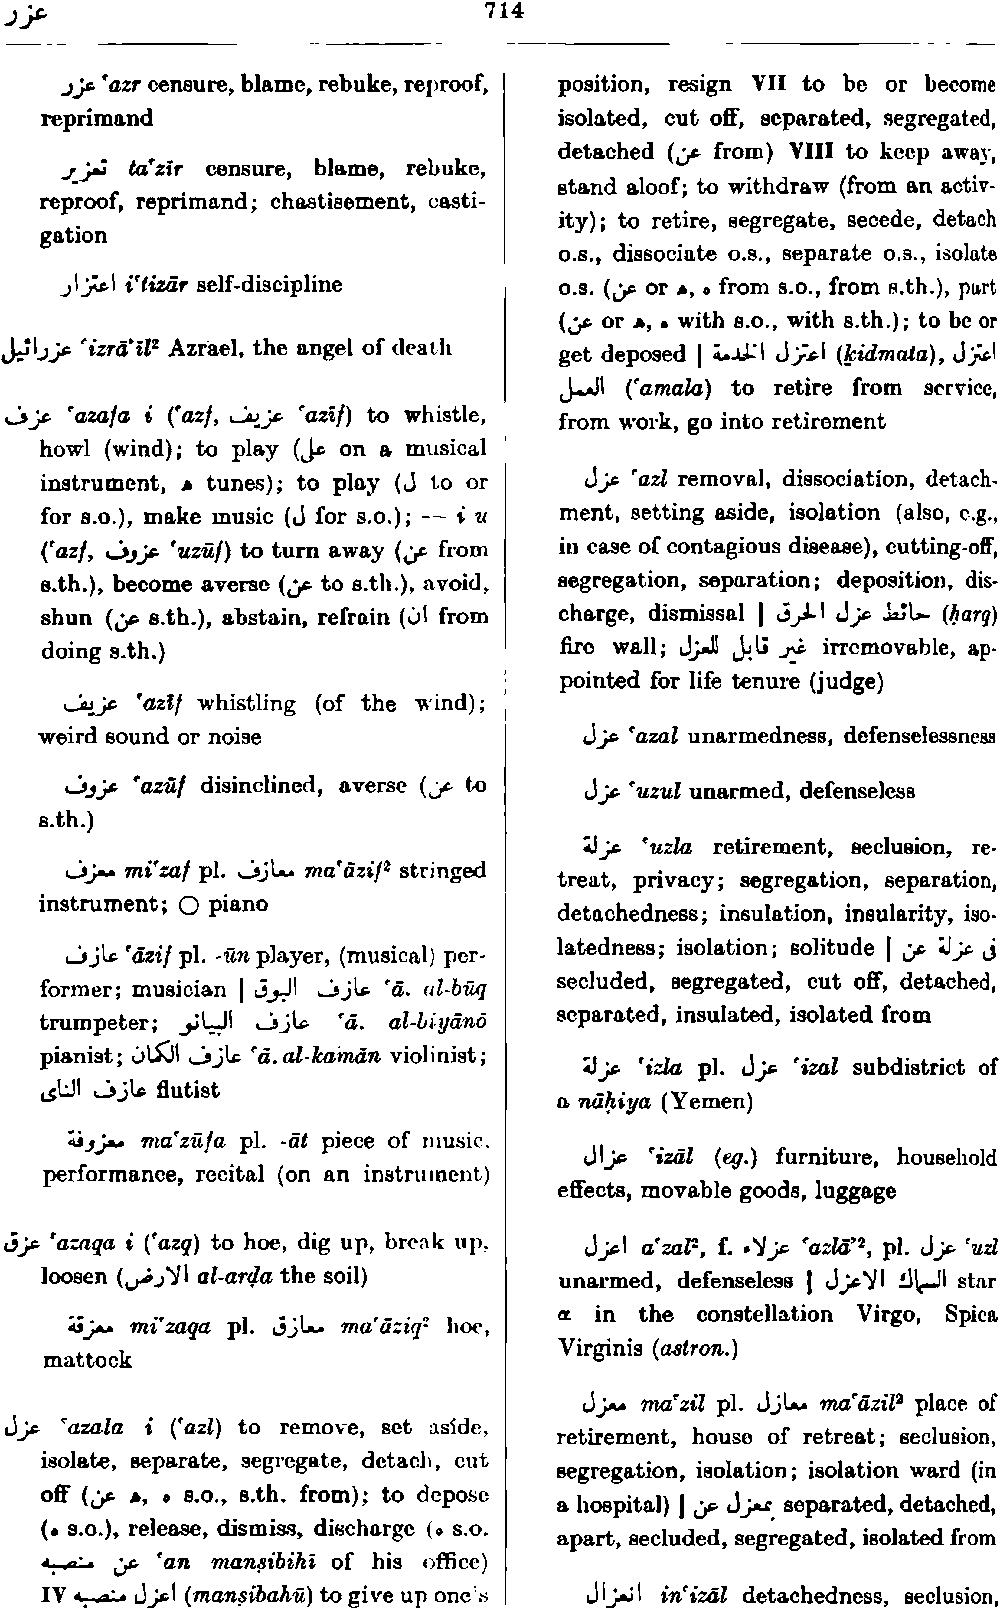 عزر
714
عزر ʿazr censure, blame, rebuke, reproof,
reprimand
تعزير taʿzīr censure, blame, rebuke,
reproof, reprimand; chastisement, casti-
gation
اعتزار iʿtizār self-discipline
عزرائيل ʿizrāʾīl² Azrael, the angel of death
عزف ʿazafa i (ʿazf, عزيف ʿazīf) to whistle,
howl (wind); to play (على on a musical
instrument, ه tunes); to play (ل to or
for s.o.), make music (ل for s.o.); — i u
(ʿazf, عزوف ʿuzūf) to turn away (عن from
s.th.), become averse (عن to s.th.), avoid,
shun (عن s.th.), abstain, refrain (ان from
doing s.th.)
عزيف ʿazīf whistling (of the wind);
weird sound or noise
عزوف ʿazūf disinclined, averse (عن to
s.th.)
معزف miʿzaf pl. معازف maʿāzif² stringed
instrument; ○ piano
عازف ʿāzif pl. -ūn player, (musical) per-
former; musician | عازف البوق ʿā. al-būq
trumpeter; عازف البيانو ʿā. al-biyānō
pianist; عازف الكمان ʿā. al-kamān violinist;
عازف الناى flutist
معزوفة maʿzūfa pl. -āt piece of music,
performance, recital (on an instrument)
عزق ʿazaqa i (ʿazq) to hoe, dig up, break up,
loosen (الارض al-arḍa the soil)
معزقة miʿzaqa pl. معازق maʿāziq² hoe,
mattock
عزل ʿazala i (ʿazl) to remove, set aside,
isolate, separate, segregate, detach, cut
off (عن ه, ه s.o., s.th. from); to depose
(ه s.o.), release, dismiss, discharge (ه s.o.
عن منصبه ʿan manṣibihī of his office)
IV اعزل منصبه (manṣibahū) to give up one's
position, resign VII to be or become
isolated, cut off, separated, segregated,
detached (عن from) VIII to keep away,
stand aloof; to withdraw (from an activ-
ity); to retire, segregate, secede, detach
o.s., dissociate o.s., separate o.s., isolate
o.s. (عن or ه, ه from s.o., from s.th.), part
(عن or ه, ه with s.o., with s.th.); to be or
get deposed | اعتزل الخدمة (ḵidmata), اعتزل
العمل (ʿamala) to retire from service,
from work, go into retirement
عزل ʿazl removal, dissociation, detach-
ment, setting aside, isolation (also, e.g.,
in case of contagious disease), cutting-off,
segregation, separation; deposition, dis-
charge, dismissal | حائط عزل الحرق (ḥarq)
fire wall; غير قابل للعزل irremovable, ap-
pointed for life tenure (judge)
عزل ʿazal unarmedness, defenselessness
عزل ʿuzul unarmed, defenseless
عزلة ʿuzla retirement, seclusion, re-
treat, privacy; segregation, separation,
detachedness; insulation, insularity, iso-
latedness; isolation; solitude | فى عزلة عن
secluded, segregated, cut off, detached,
separated, insulated, isolated from
عزلة ʿizla pl. عزل ʿizal subdistrict of
a nāḥiya (Yemen)
عزال ʿizāl (eg.) furniture, household
effects, movable goods, luggage
اعزل aʿzal², f. عزلاء ʿazlāʾ², pl. عزل ʿuzl
unarmed, defenseless | السماك الاعزل star
α in the constellation Virgo, Spica
Virginis (astron.)
معزل maʿzil pl. معازل maʿāzil² place of
retirement, house of retreat; seclusion,
segregation, isolation; isolation ward (in
a hospital) | بمعزل عن separated, detached,
apart, secluded, segregated, isolated from
انعزال inʿizāl detachedness, seclusion,